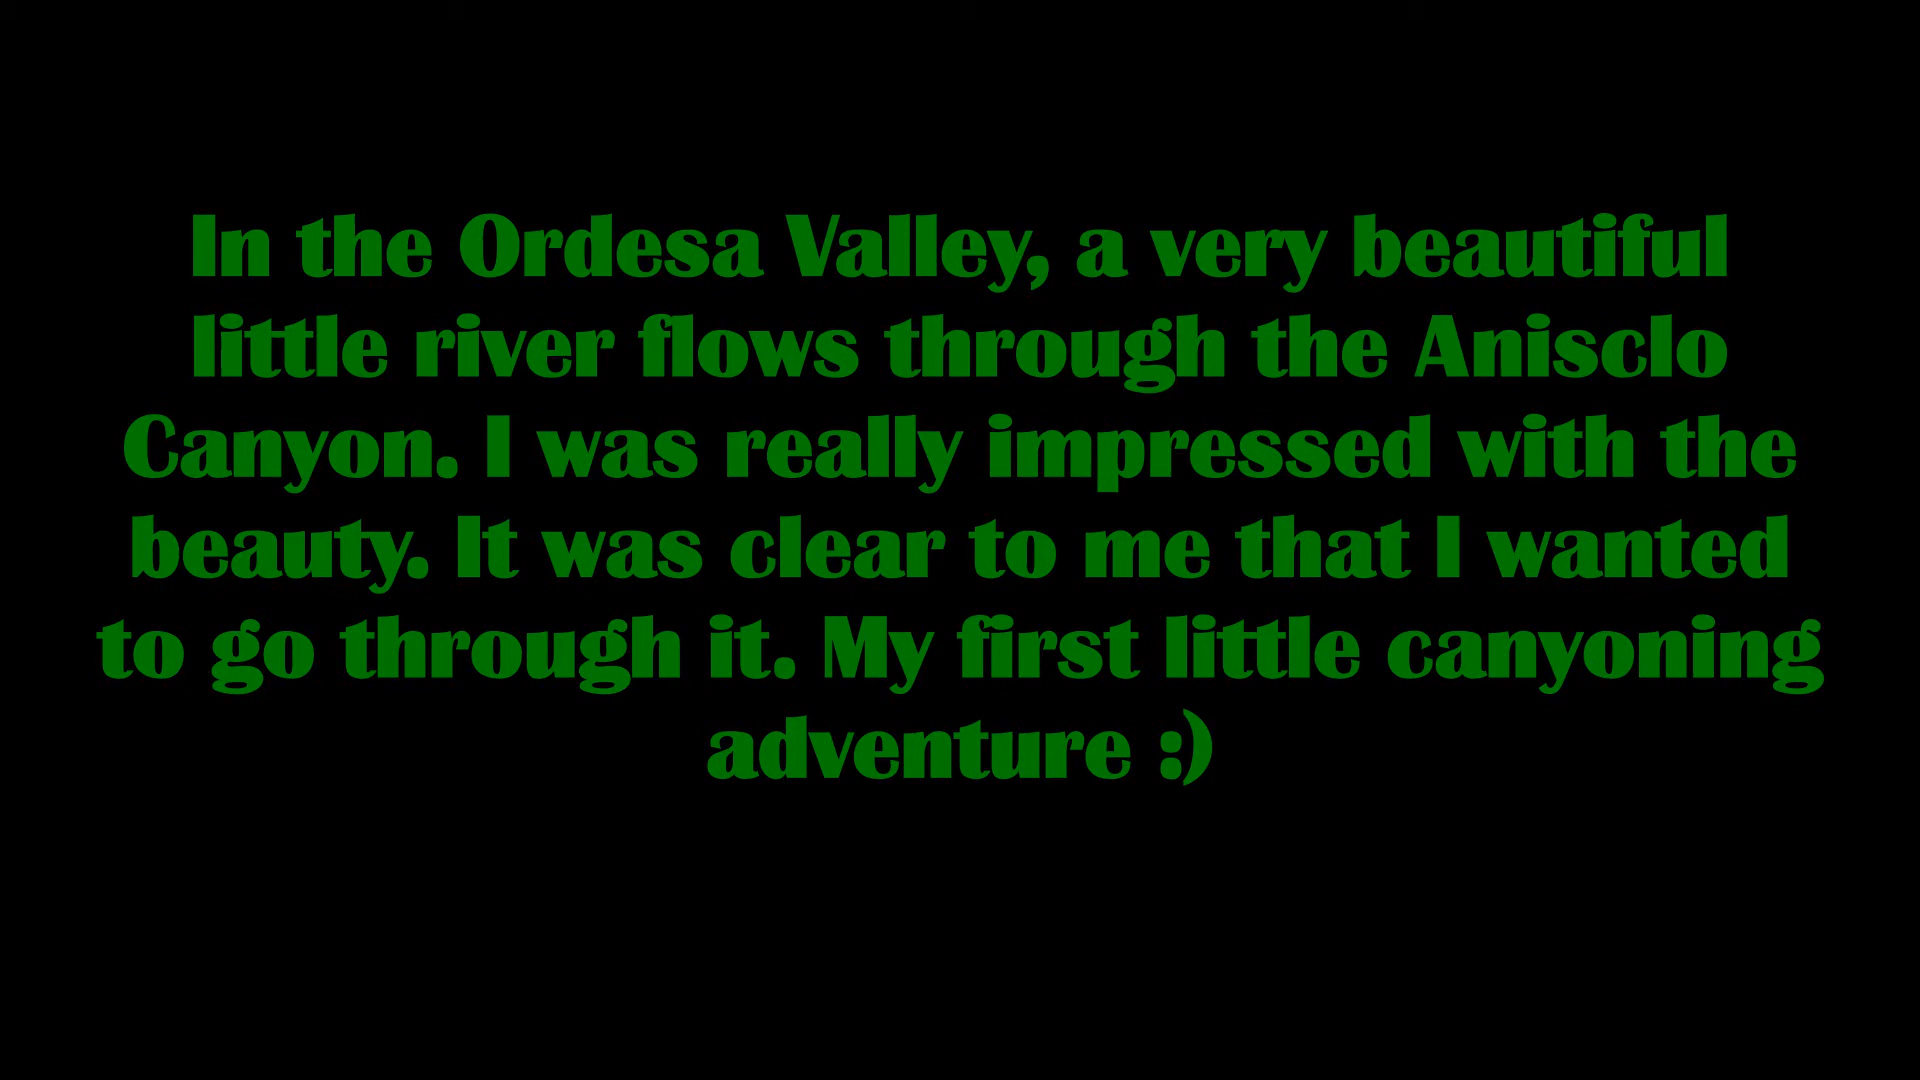 In the Ordesa Valley, a very beautiful
little river flows through the Anisclo
Canyon. I was really impressed with the
beauty. It was clear to me that I wanted
to go through it. My first little canyoning
adventure :)